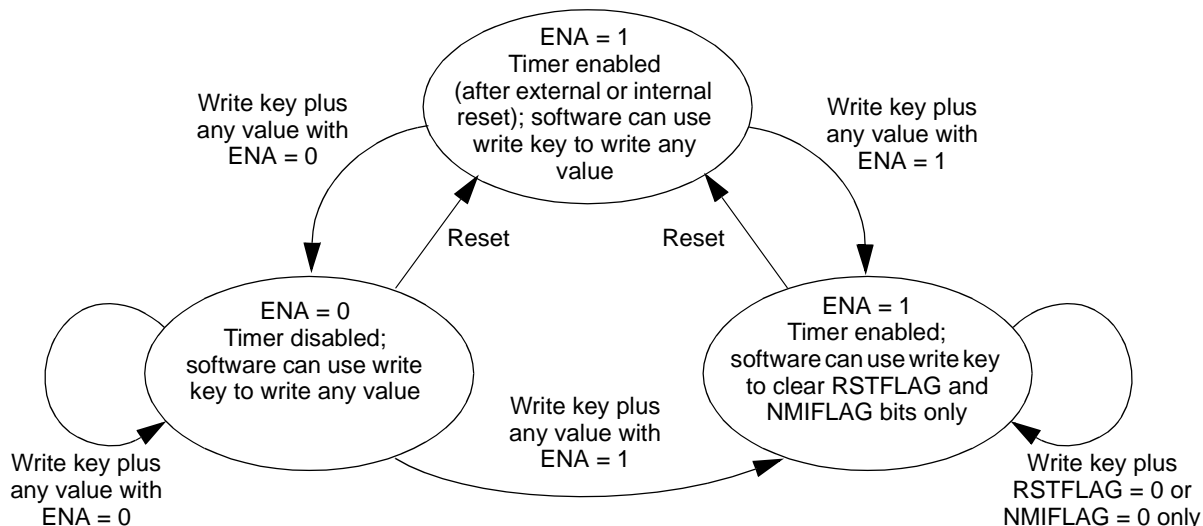 ENA = 1
Timer enabled
(after external or internal
reset); software can use
write key to write any
value
Write key plus
any value with
ENA = 0
Write key plus
any value with
ENA = 1
Reset
Reset
ENA = 0
Timer disabled;
software can use write
key to write any value
ENA = 1
Timer enabled;
software can use write key
to clear RSTFLAG and
NMIFLAG bits only
Write key plus
any value with
ENA = 1
Write key plus
any value with
ENA = 0
Write key plus
RSTFLAG = 0 or
NMIFLAG = 0 only